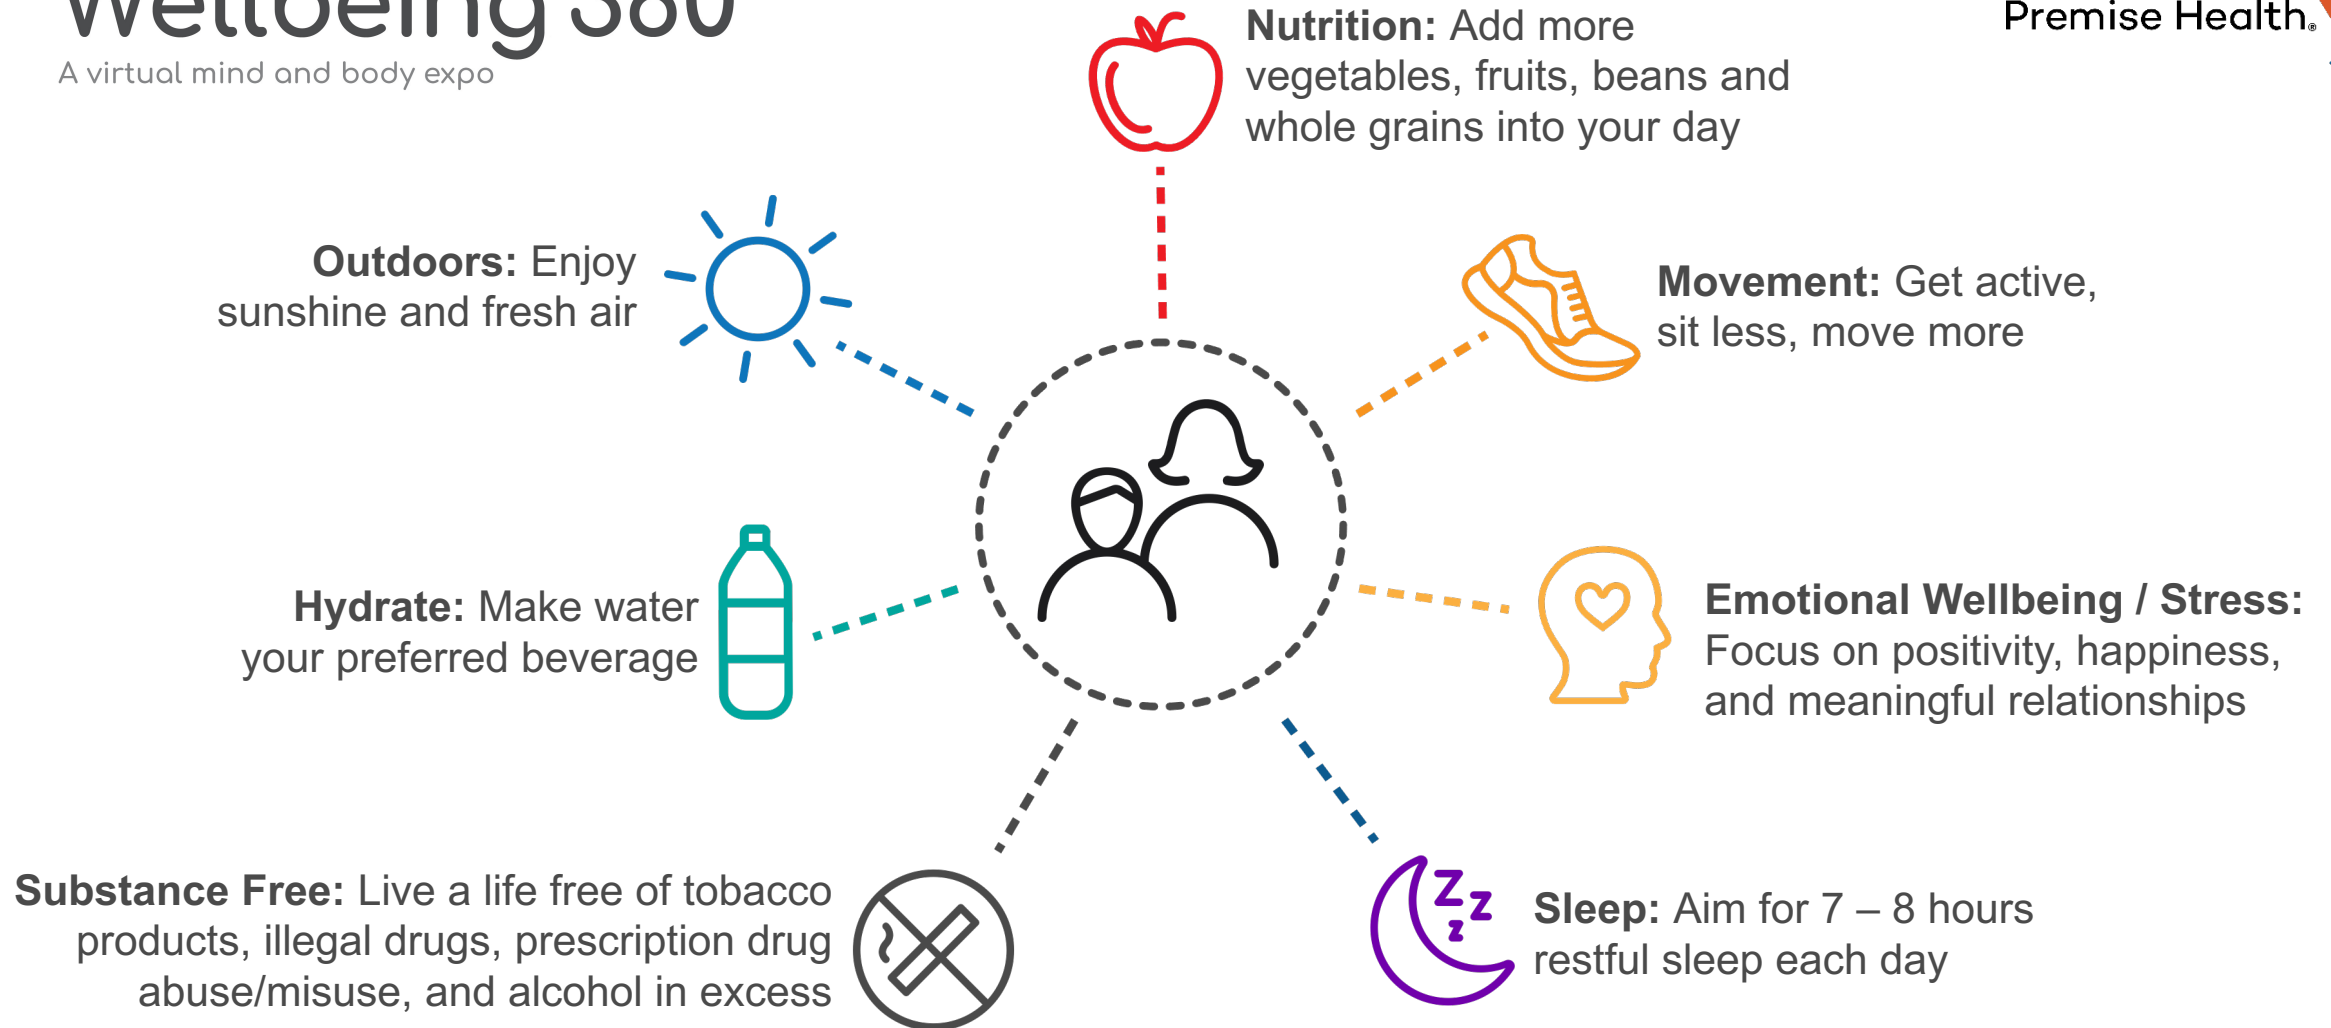 Wellbeing 360
A virtual mind and body expo
Premise Health®
Nutrition: Add more
vegetables, fruits, beans and
whole grains into your day
Outdoors: Enjoy
sunshine and fresh air
Movement: Get active,
sit less, move more
Hydrate: Make water
your preferred beverage
Emotional Wellbeing / Stress:
Focus on positivity, happiness,
and meaningful relationships
Substance Free: Live a life free of tobacco
products, illegal drugs, prescription drug
abuse/misuse, and alcohol in excess
Z z
z
Sleep: Aim for 7 – 8 hours
restful sleep each day